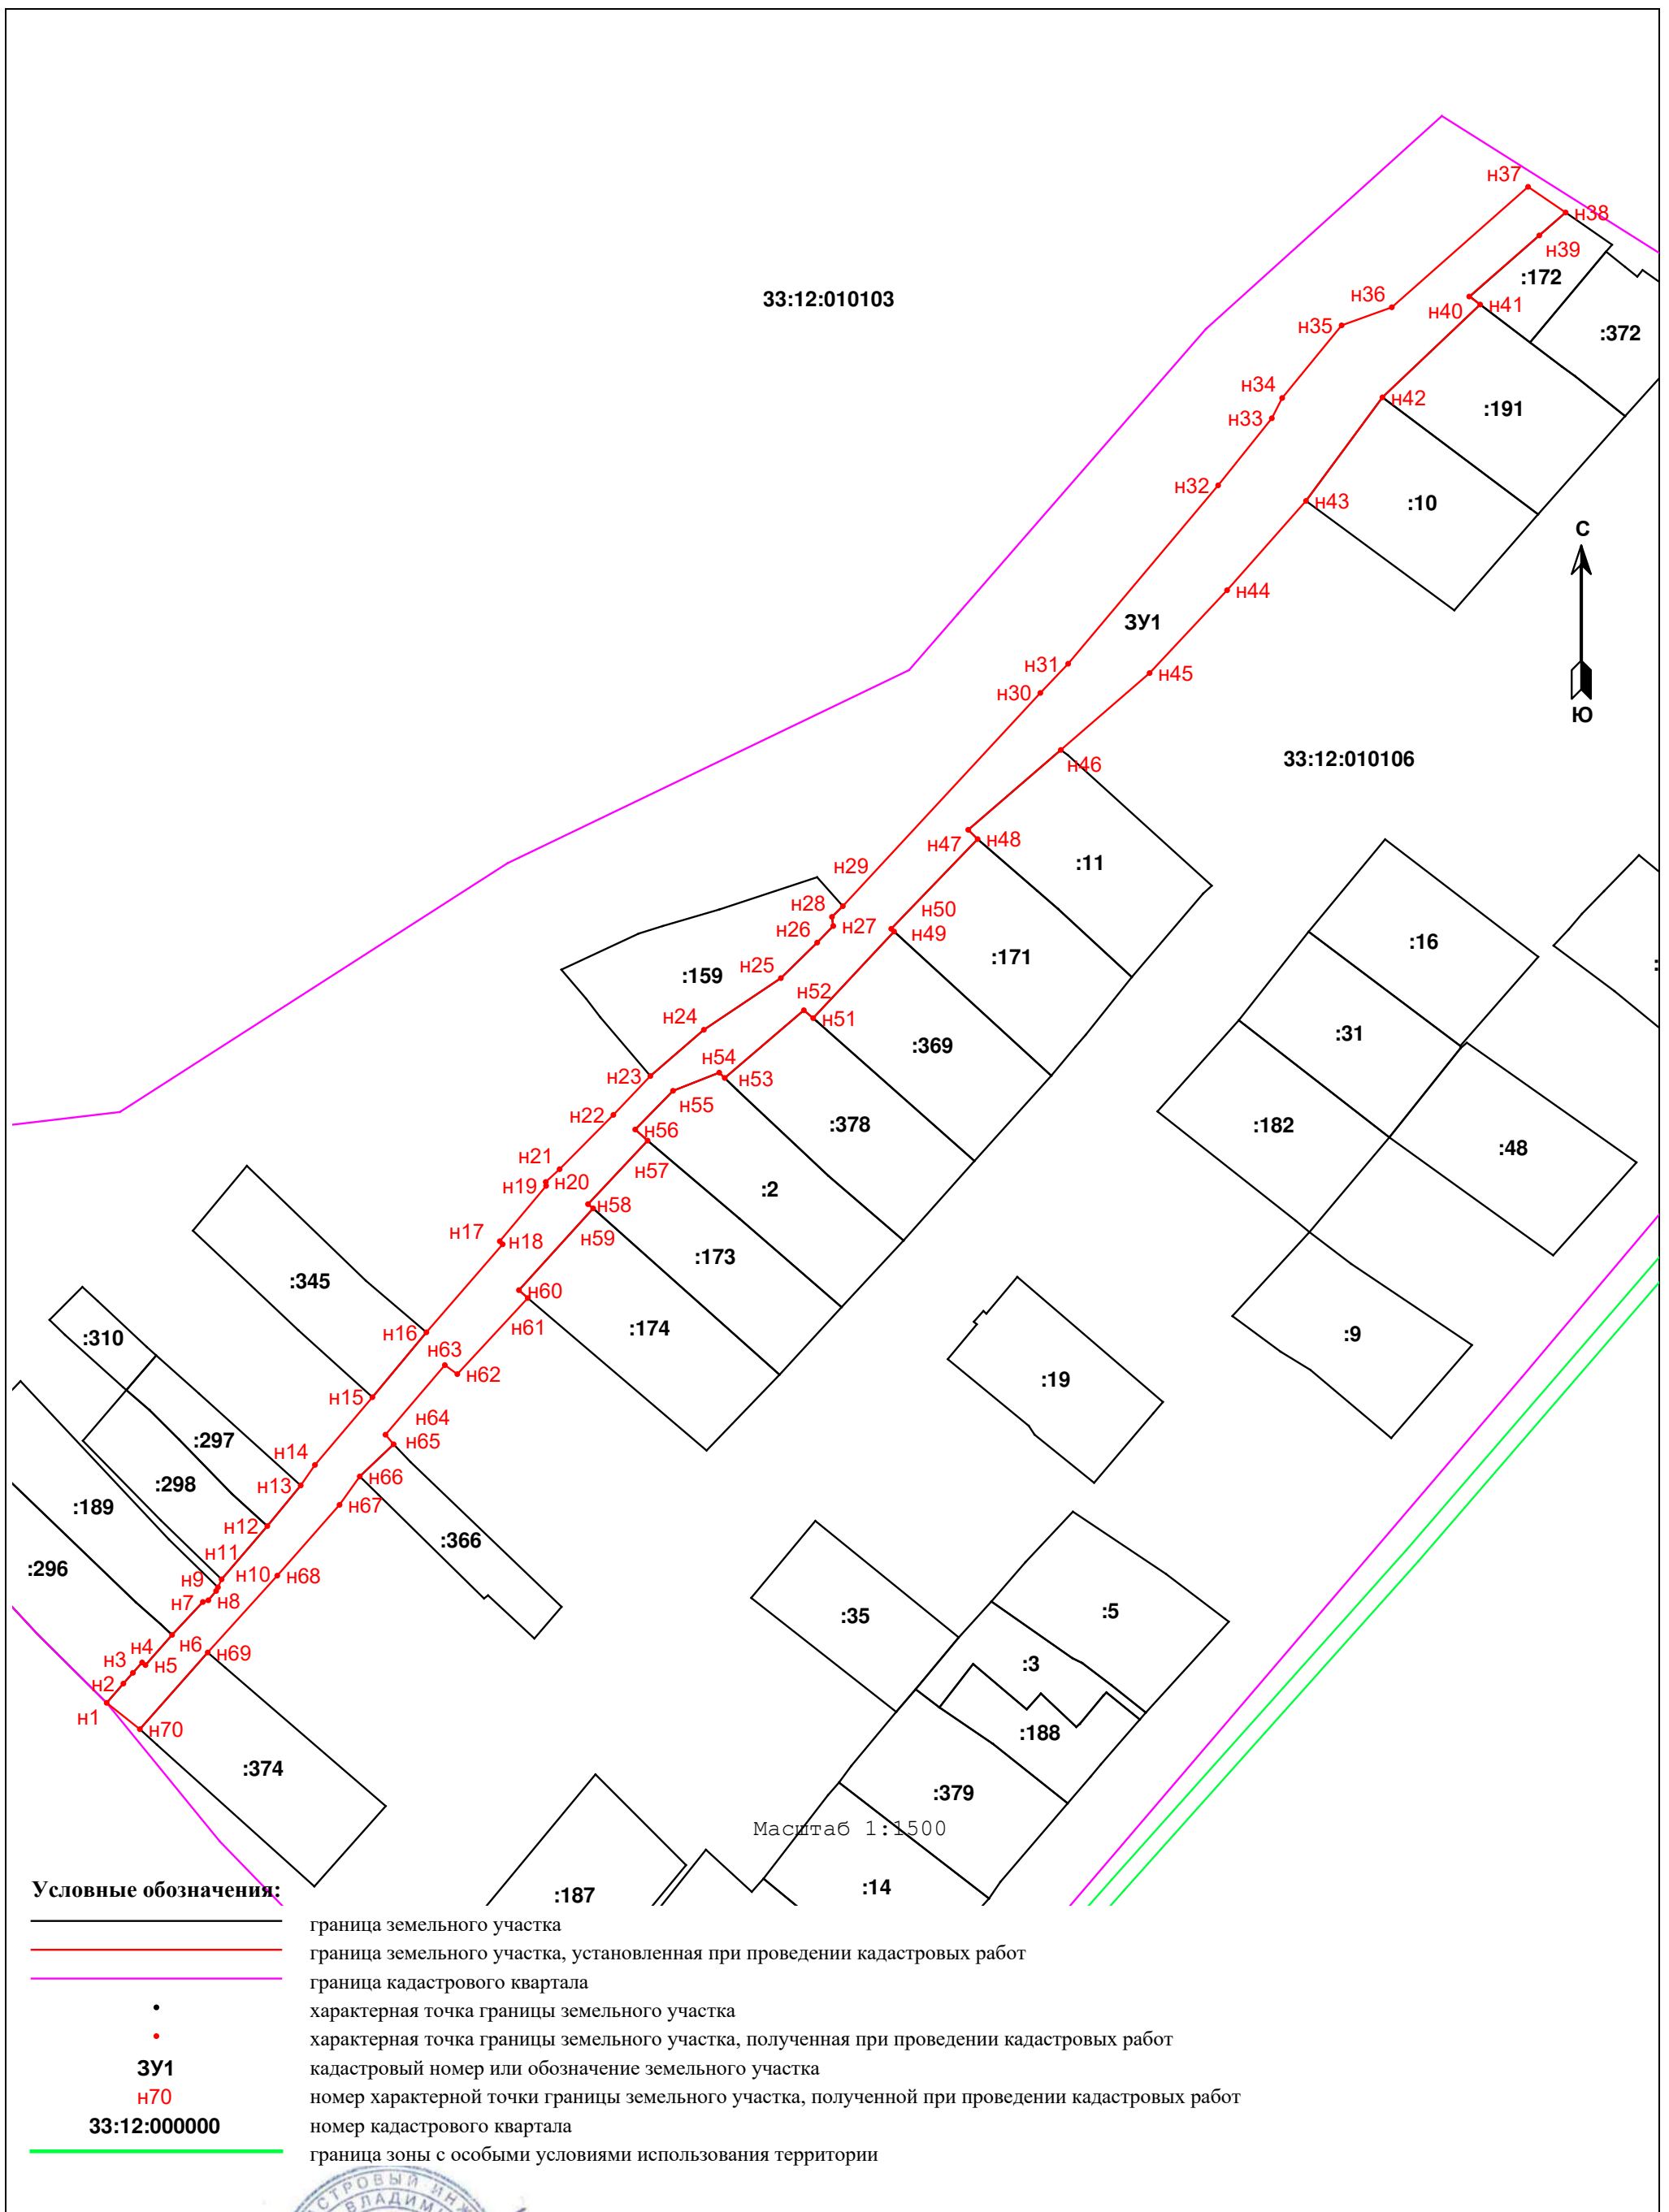 н37
н38
н39
:172
33:12:010103
н36
н40
н41
н35
:372
н34
н42
:191
н33
н32
:10
н43
С
н44
ЗУ1
н31
н45
н30
Ю
33:12:010106
н46
н47
н48
:11
н29
н28
н50
н27
н26
н49
:16
:171
н25
:159
н52
н24
н51
:31
:369
н54
н23
н53
н55
н22
:378
:182
н56
:48
н21
н57
н20
н19
:2
н58
н17
н18
н59
:173
:345
н60
н61
:174
:310
н16
:9
н63
н62
:19
н15
н64
:297
н65
н14
н66
:298
н13
:189
н67
н12
:366
н11
:296
н9
н10
н68
н7
н8
:5
:35
н4
н6
н69
н3
н5
:3
н2
н1
н70
:188
:374
:379
Масштаб 1:1500
:14
:187
Условные обозначения:
граница земельного участка
граница земельного участка, установленная при проведении кадастровых работ
граница кадастрового квартала
характерная точка границы земельного участка
характерная точка границы земельного участка, полученная при проведении кадастровых работ
ЗУ1 кадастровый номер или обозначение земельного участка
н70 номер характерной точки границы земельного участка, полученной при проведении кадастровых работ
33:12:000000 номер кадастрового квартала
граница зоны с особыми условиями использования территории